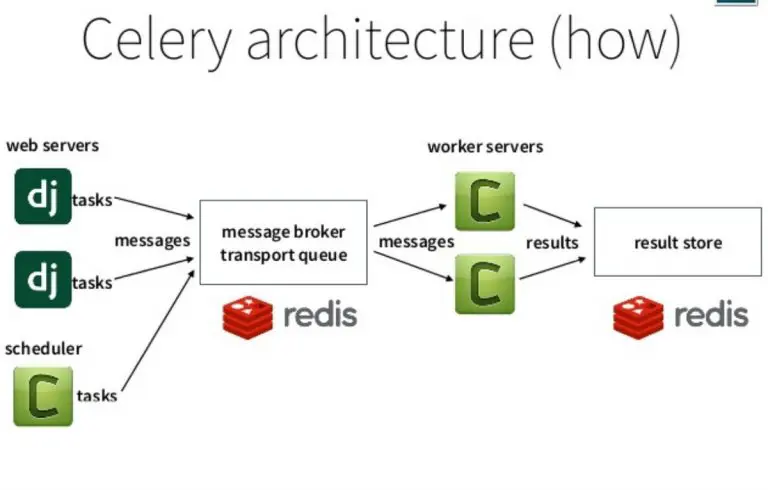 Celery architecture (how)
web servers
dj
tasks
dj
tasks
messages
scheduler
C
tasks
message broker
transport queue
redis
messages
worker servers
C
C
results
result store
redis